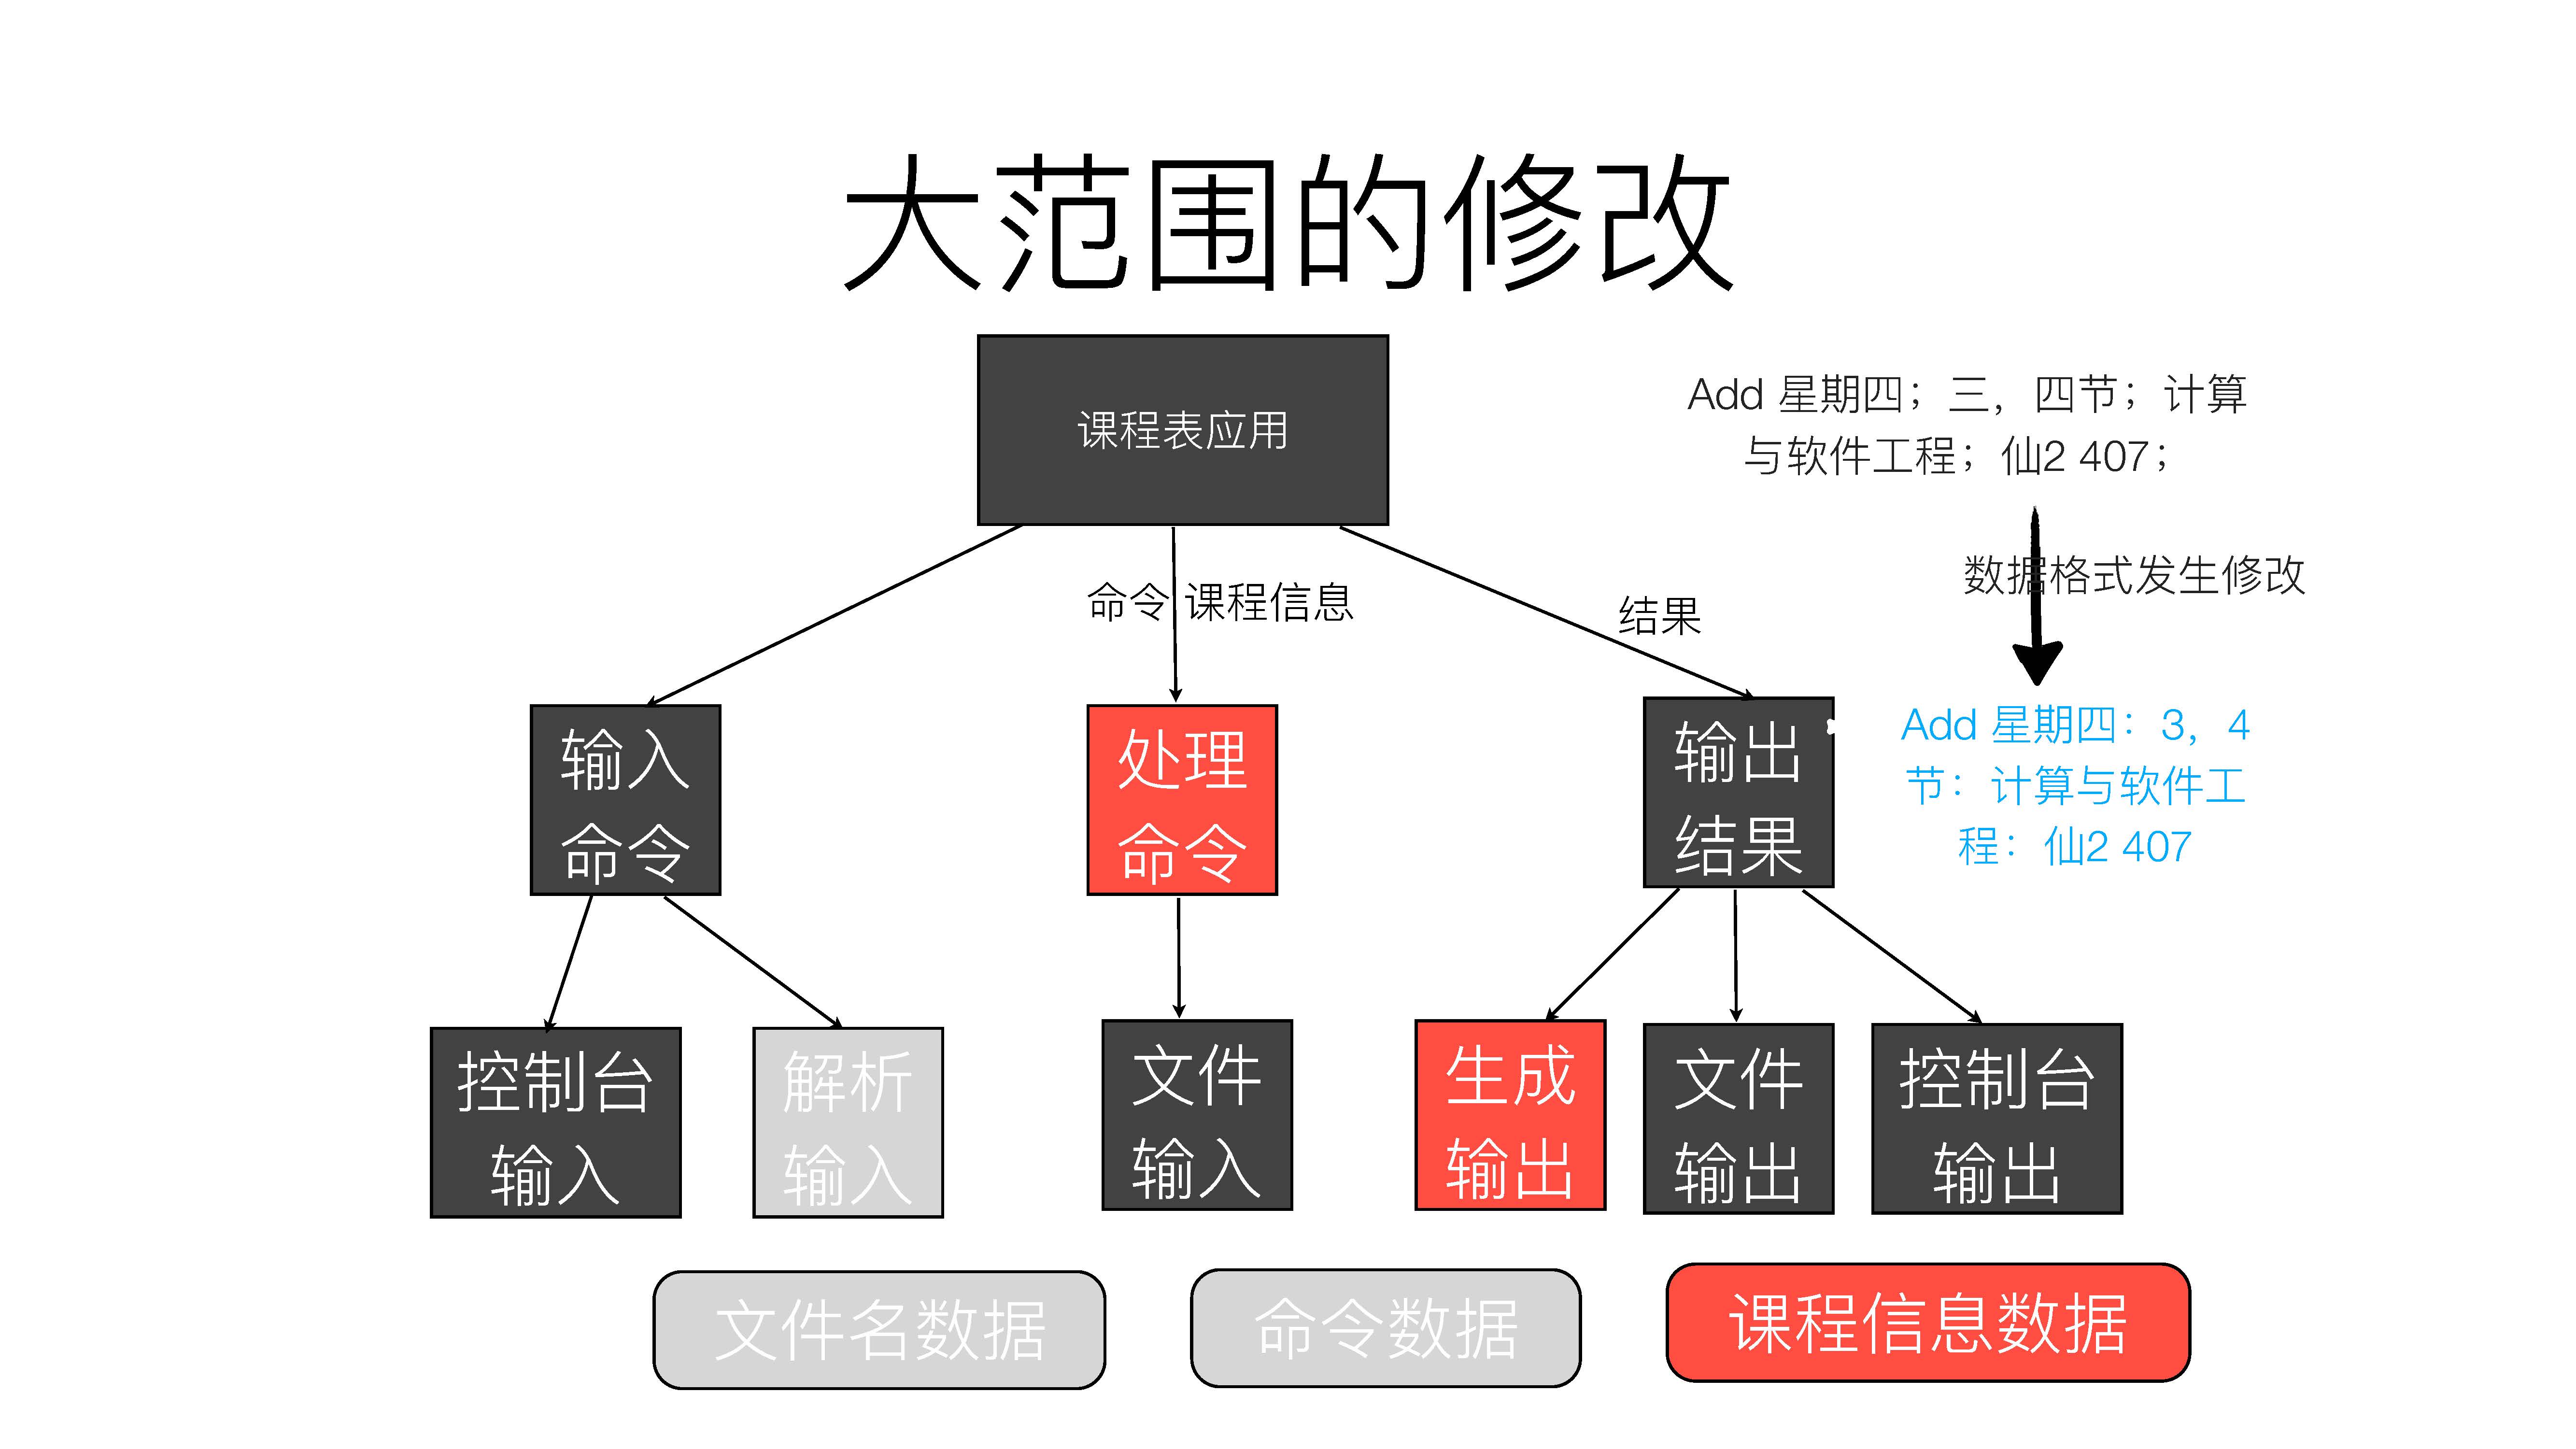 大范围的修改
课程表应用
Add 星期四；三，四节；计算
与软件工程；仙2 407；
数据格式发生修改
命令 课程信息
结果
输入
命令
处理
命令
输出
结果
Add 星期四：3，4
节：计算与软件工
程：仙2 407
控制台
输入
解析
输入
文件
输入
生成
输出
文件
输出
控制台
输出
文件名数据
命令数据
课程信息数据